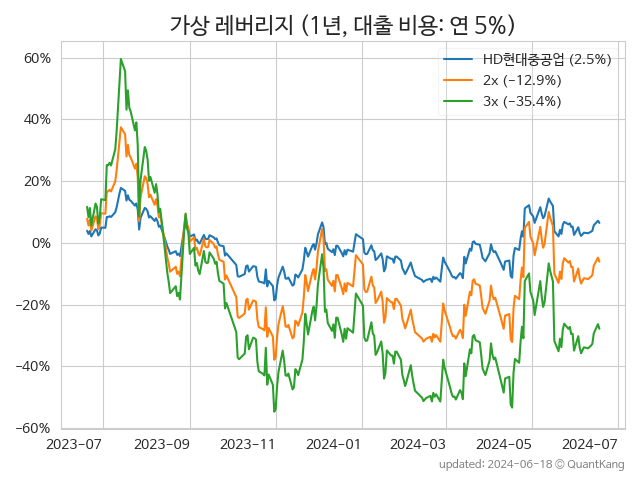 가상 레버리지 (1년, 대출 비용: 연 5%)
HD현대중공업 (2.5%)
2x (−12.9%)
3x (−35.4%)
60%
40%
20%
0%
−20%
−40%
−60%
2023-07 2023-09 2023-11 2024-01 2024-03 2024-05 2024-07
updated: 2024-06-18 © QuantKang